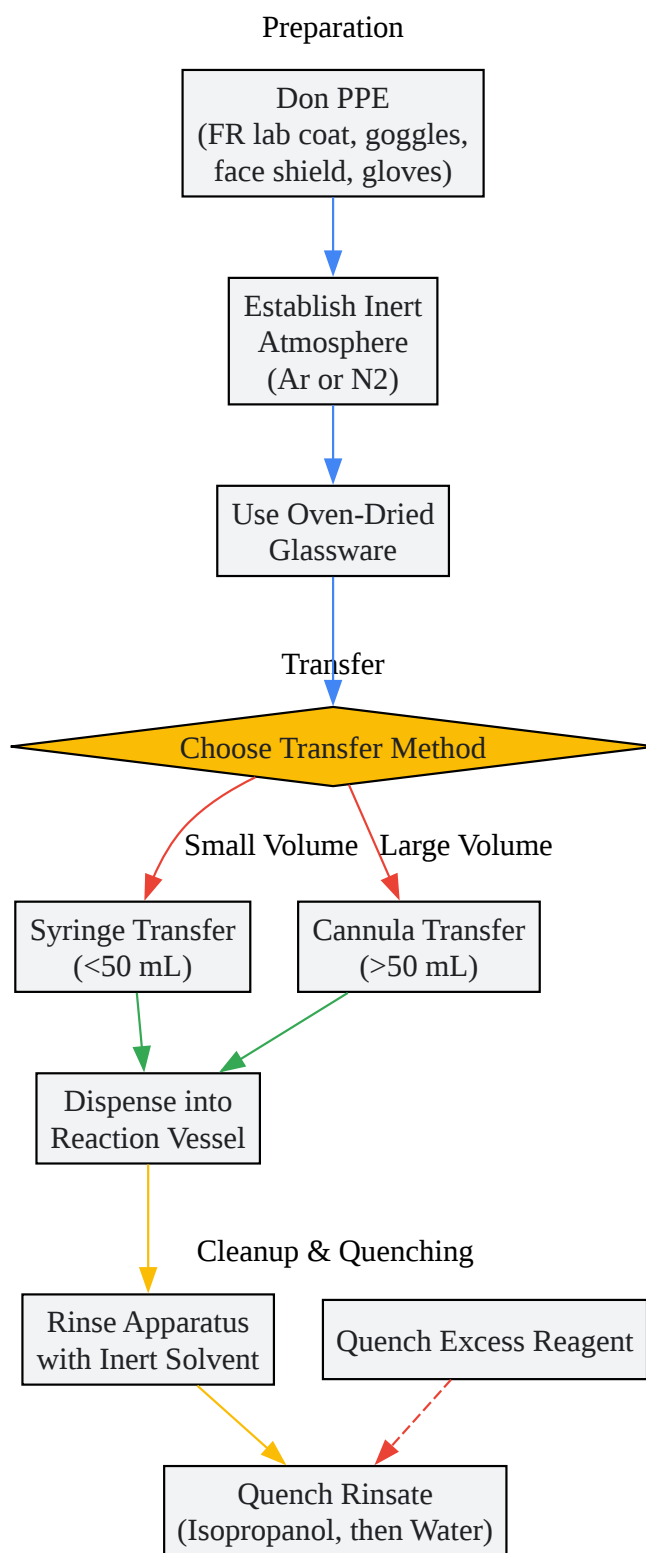 Preparation
Don PPE
(FR lab coat, goggles,
face shield, gloves)
Establish Inert
Atmosphere
(Ar or N2)
Use Oven-Dried
Glassware
Transfer
Choose Transfer Method
Small Volume
Large Volume
Syringe Transfer
(<50 mL)
Cannula Transfer
(>50 mL)
Dispense into
Reaction Vessel
Cleanup & Quenching
Rinse Apparatus
with Inert Solvent
Quench Excess Reagent
Quench Rinsate
(Isopropanol, then Water)